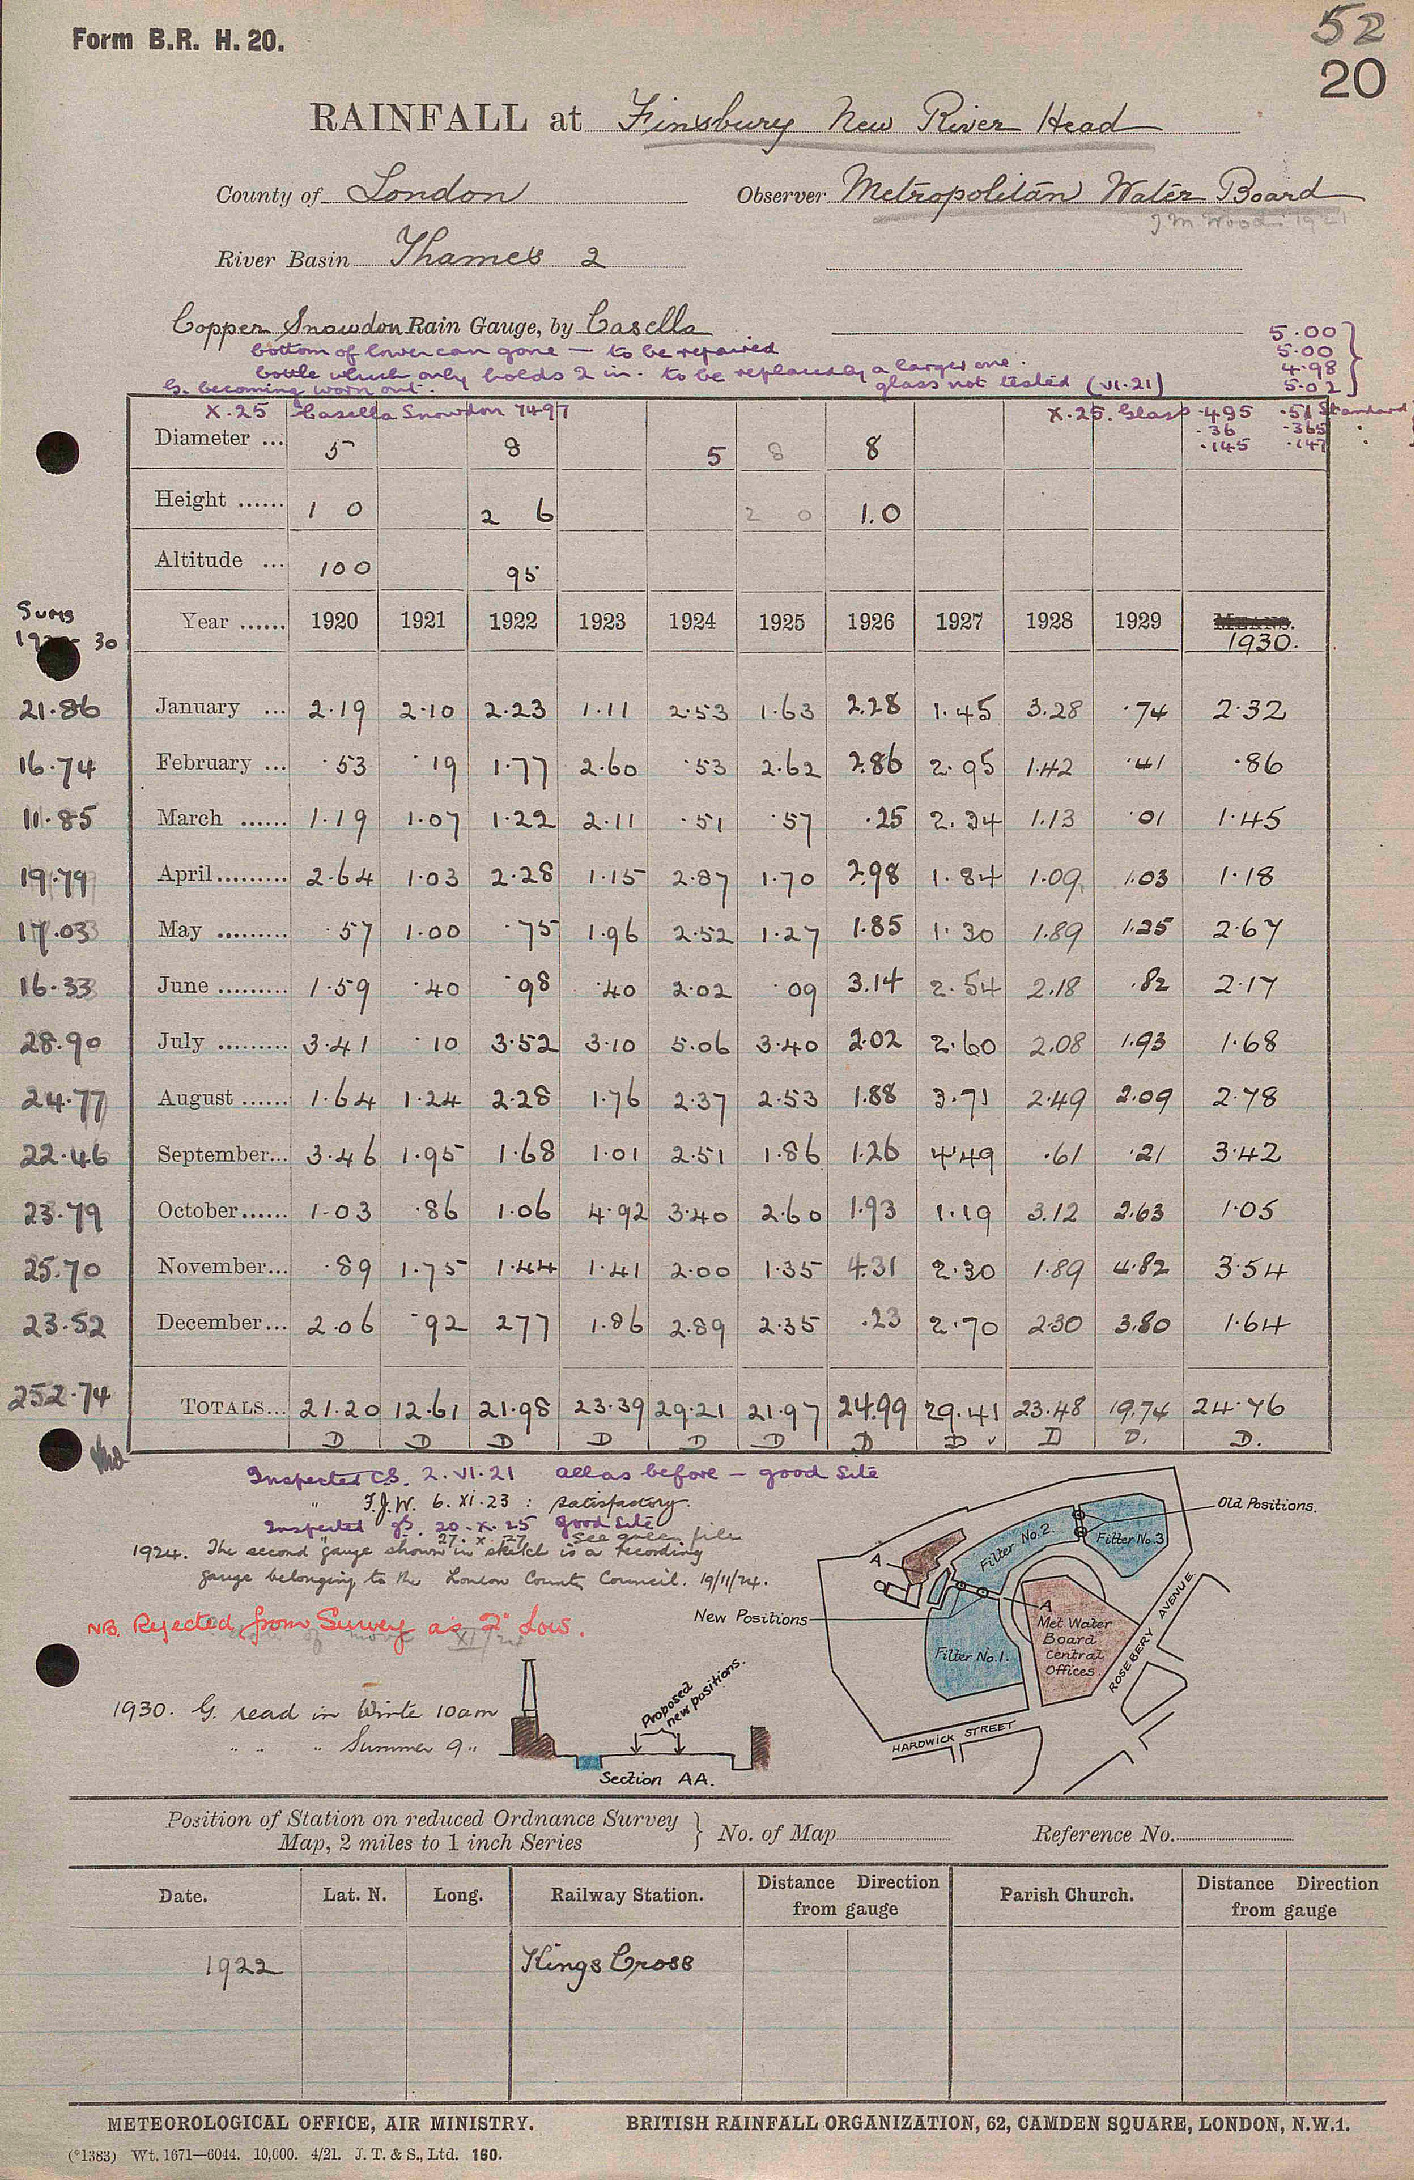 52
Form B.R. H. 20.
20
RAINFALL at Finsbury New River Head
County of London Observer Metropolitan Water Board
J M Wood 1921
River Basin Thames 2
Copper Snowdon Rain Gauge, by Casella
bottom of lower can gone — to be repaired
bottle which only holds 2 in. to be replaced by a larger one.
G. becoming worn out. glass not tested (VI.21)
5.00
5.00
4.98
5.02
X.25 Casella Snowdon 7497 X.25. Glass .495 .51 Standard
.36 .365
.145 .147
Diameter ... 5 8 5 8 8
Height ...... 1 0 2 6 2 0 1.0
Altitude ... 100 95
Sums
30
Year ...... 1920 1921 1922 1923 1924 1925 1926 1927 1928 1929 MEANS. 1930.
21.86 January ... 2.19 2.10 2.23 1.11 2.53 1.63 2.28 1.45 3.28 .74 2.32
16.74 February ... .53 .19 1.77 2.60 .53 2.62 2.86 2.95 1.42 .41 .86
11.85 March ...... 1.19 1.07 1.22 2.11 .51 .57 .25 2.34 1.13 .01 1.45
19.79 April ......... 2.64 1.03 2.28 1.15 2.87 1.70 2.98 1.84 1.09 1.03 1.18
17.03 May ......... .57 1.00 .75 1.96 2.52 1.27 1.85 1.30 1.89 1.25 2.67
16.33 June ......... 1.59 .40 .98 .40 2.02 .09 3.14 2.54 2.18 .82 2.17
28.90 July ......... 3.41 .10 3.52 3.10 5.06 3.40 2.02 2.60 2.08 1.93 1.68
24.77 August ...... 1.64 1.24 2.28 1.76 2.37 2.53 1.88 3.71 2.49 2.09 2.78
22.46 September... 3.46 1.95 1.68 1.01 2.51 1.86 1.26 4.49 .61 .21 3.42
23.79 October ...... 1.03 .86 1.06 4.92 3.40 2.60 1.93 1.19 3.12 2.63 1.05
25.70 November... .89 1.75 1.44 1.41 2.00 1.35 4.31 2.30 1.89 4.82 3.54
23.52 December... 2.06 .92 2.77 1.86 2.89 2.35 .23 2.70 2.30 3.80 1.64
252.74 TOTALS... 21.20 12.61 21.98 23.39 29.21 21.97 24.99 29.41 23.48 19.74 24.76
D D D D D D D D D D. D.
Inspected CS. 2.VI.21 all as before — good site
" F.J.W. 6.XI.23 : satisfactory.
Inspected 20.X.25 good site
" 27.X.27 See green file
1924. The second gauge shown in sketch is a recording
gauge belonging to the London County Council. 19/11/24.
NB. Rejected from Survey as 2" low.
1930. G. read in Winter 10 am
" " " Summer 9 "
Old Positions.
Filter No. 2.
Filter No. 3
A
A
New Positions
Met Water
Board
Central
Offices
Filter No. 1.
ROSEBERY AVENUE
HARDWICK STREET
Proposed
new positions.
Section AA.
Position of Station on reduced Ordnance Survey
Map, 2 miles to 1 inch Series } No. of Map Reference No.
Date. Lat. N. Long. Railway Station. Distance Direction from gauge Parish Church. Distance Direction from gauge
1922 Kings Cross
METEOROLOGICAL OFFICE, AIR MINISTRY. BRITISH RAINFALL ORGANIZATION, 62, CAMDEN SQUARE, LONDON, N.W.1.
(*1383) Wt. 1671—6044. 10,000. 4/21. J. T. & S., Ltd. 160.